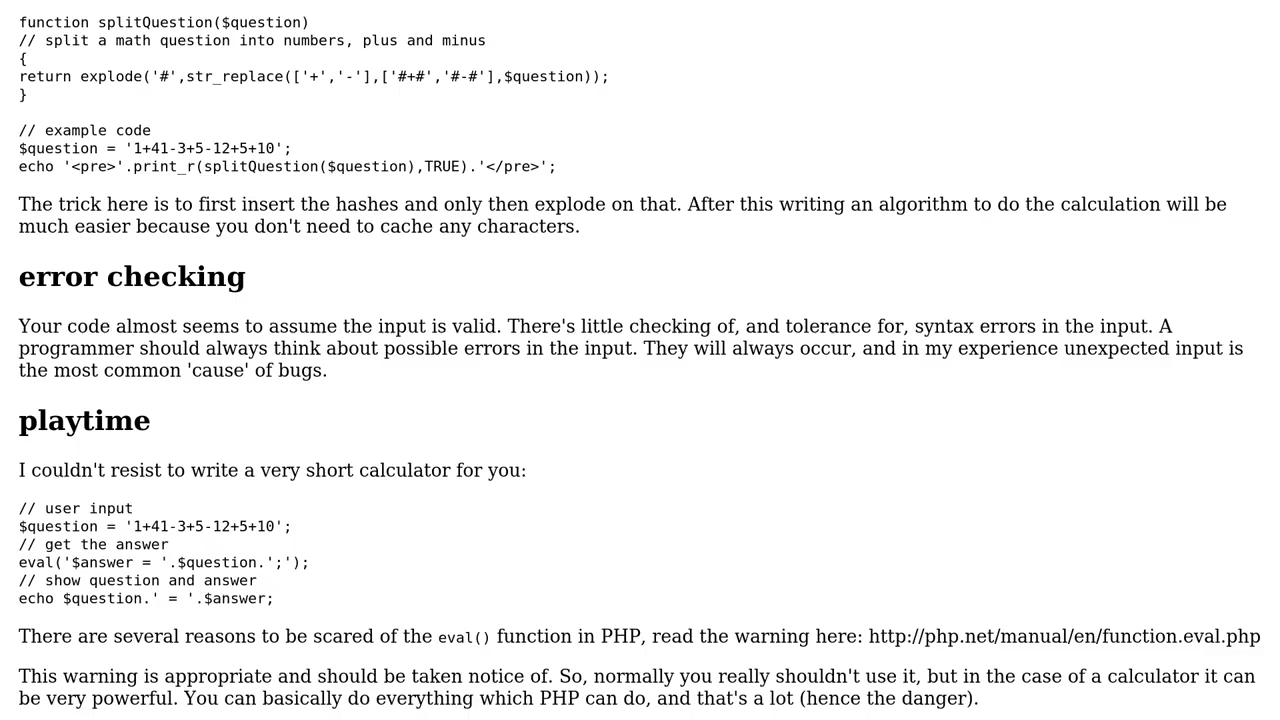 function splitQuestion($question)
// split a math question into numbers, plus and minus
{
return explode('#',str_replace(['+','-'],['#+#','#-#'],$question));
}
// example code
$question = '1+41-3+5-12+5+10';
echo '<pre>'.print_r(splitQuestion($question),TRUE).'</pre>';
The trick here is to first insert the hashes and only then explode on that. After this writing an algorithm to do the calculation will be
much easier because you don't need to cache any characters.
error checking
Your code almost seems to assume the input is valid. There's little checking of, and tolerance for, syntax errors in the input. A
programmer should always think about possible errors in the input. They will always occur, and in my experience unexpected input is
the most common 'cause' of bugs.
playtime
I couldn't resist to write a very short calculator for you:
// user input
$question = '1+41-3+5-12+5+10';
// get the answer
eval('$answer = '.$question.';');
// show question and answer
echo $question.' = '.$answer;
There are several reasons to be scared of the eval() function in PHP, read the warning here: http://php.net/manual/en/function.eval.php
This warning is appropriate and should be taken notice of. So, normally you really shouldn't use it, but in the case of a calculator it can
be very powerful. You can basically do everything which PHP can do, and that's a lot (hence the danger).